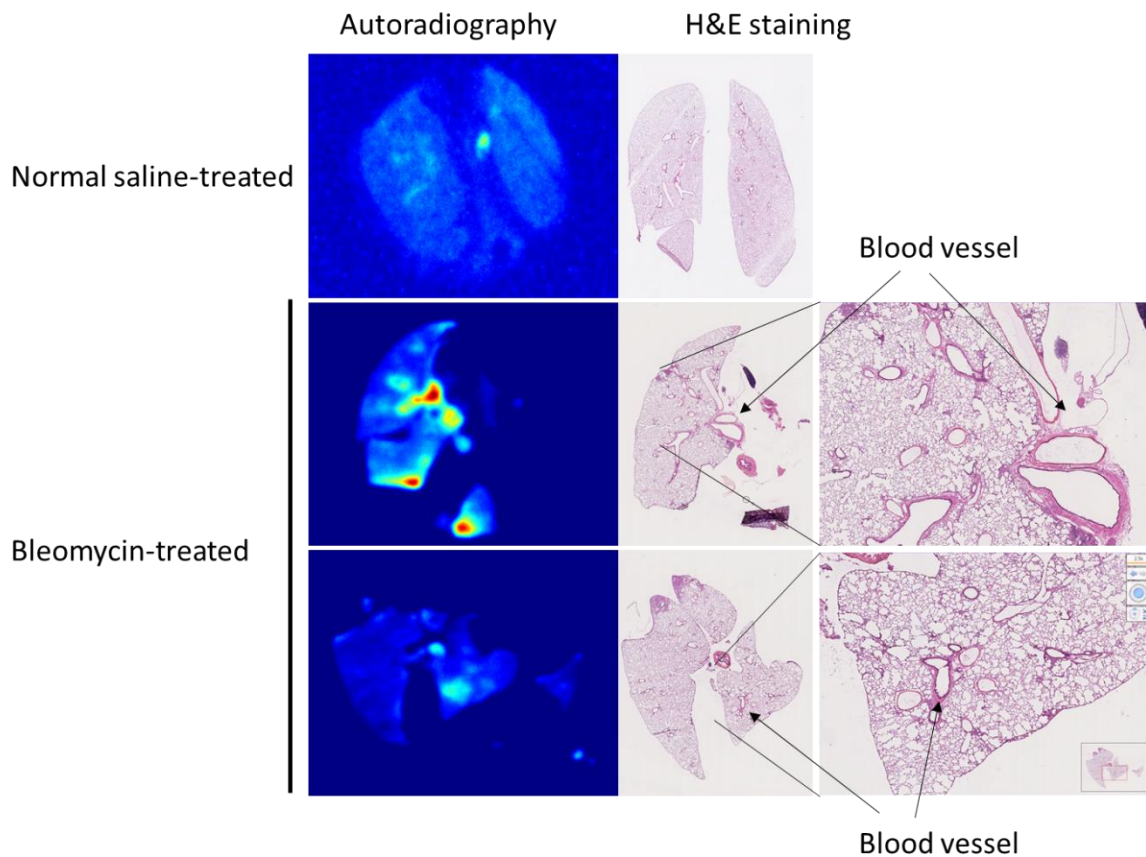 Autoradiography
H&E staining
Normal saline-treated
Blood vessel
Bleomycin-treated
Blood vessel